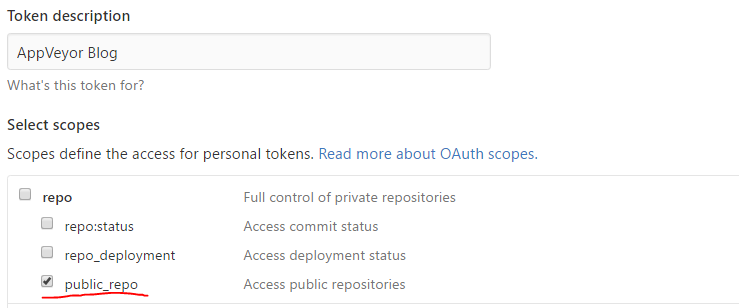 Token description
AppVeyor Blog
What's this token for?
Select scopes
Scopes define the access for personal tokens. Read more about OAuth scopes.
repo Full control of private repositories
repo:status Access commit status
repo_deployment Access deployment status
public_repo Access public repositories